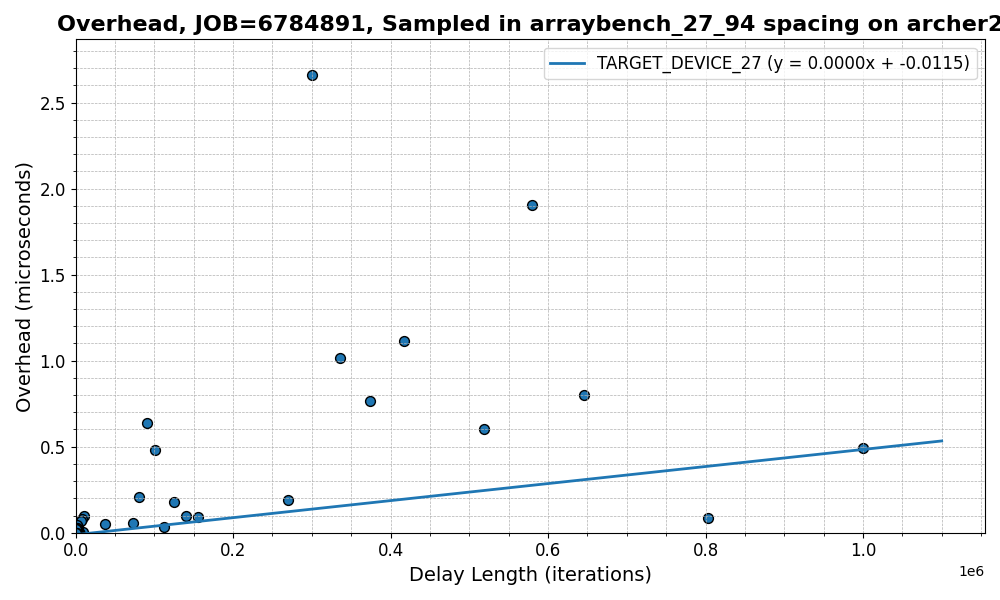 Overhead, JOB=6784891, Sampled in arraybench_27_94 spacing on archer2
TARGET_DEVICE_27 (y = 0.0000x + -0.0115)
Overhead (microseconds)
2.5
2.0
1.5
1.0
0.5
0.0
0.0 0.2 0.4 0.6 0.8 1.0
1e6
Delay Length (iterations)